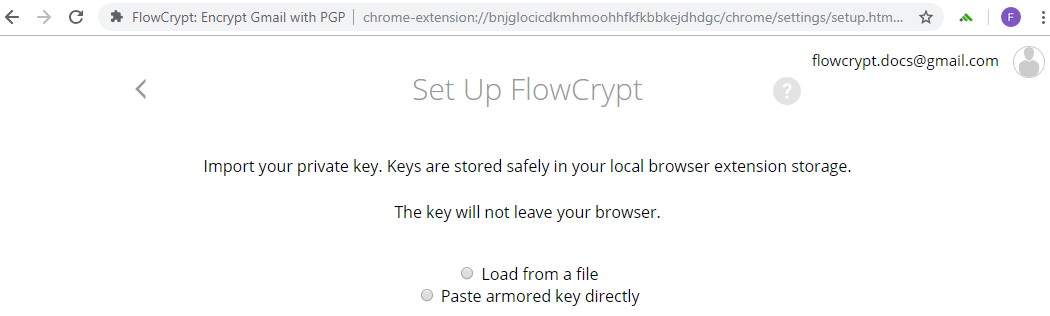 FlowCrypt: Encrypt Gmail with PGP | chrome-extension://bnjglocicdkmhmoohhfkfkbbkejdhdgc/chrome/settings/setup.htm...
F
flowcrypt.docs@gmail.com
Set Up FlowCrypt
?
Import your private key. Keys are stored safely in your local browser extension storage.
The key will not leave your browser.
Load from a file
Paste armored key directly